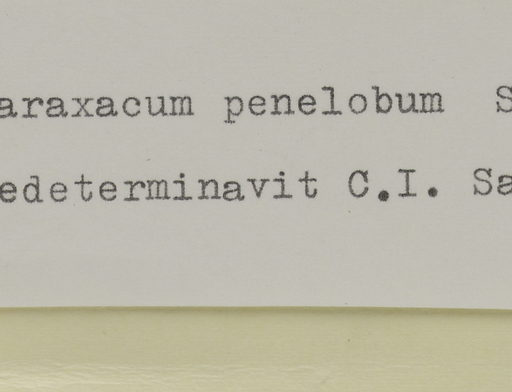 araxacum penelobum S
edeterminavit C.I. Sa